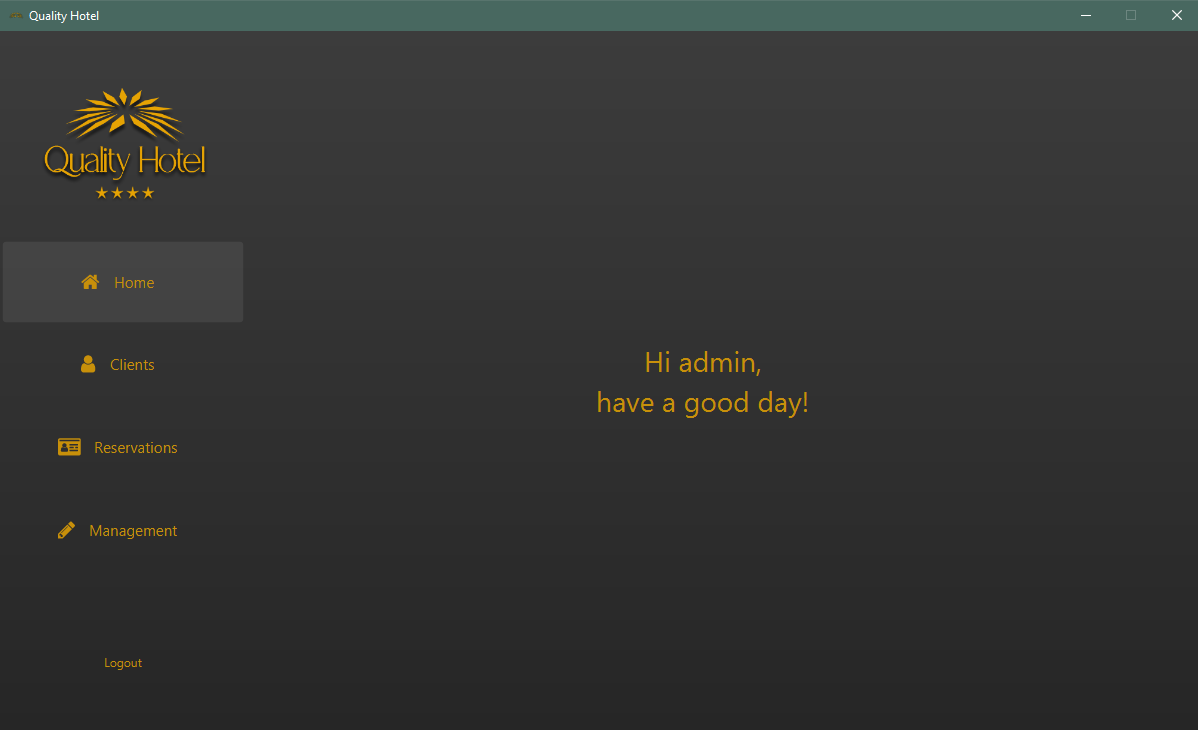 Quality Hotel
Quality Hotel
Home
Clients
Reservations
Management
Logout
Hi admin,
have a good day!